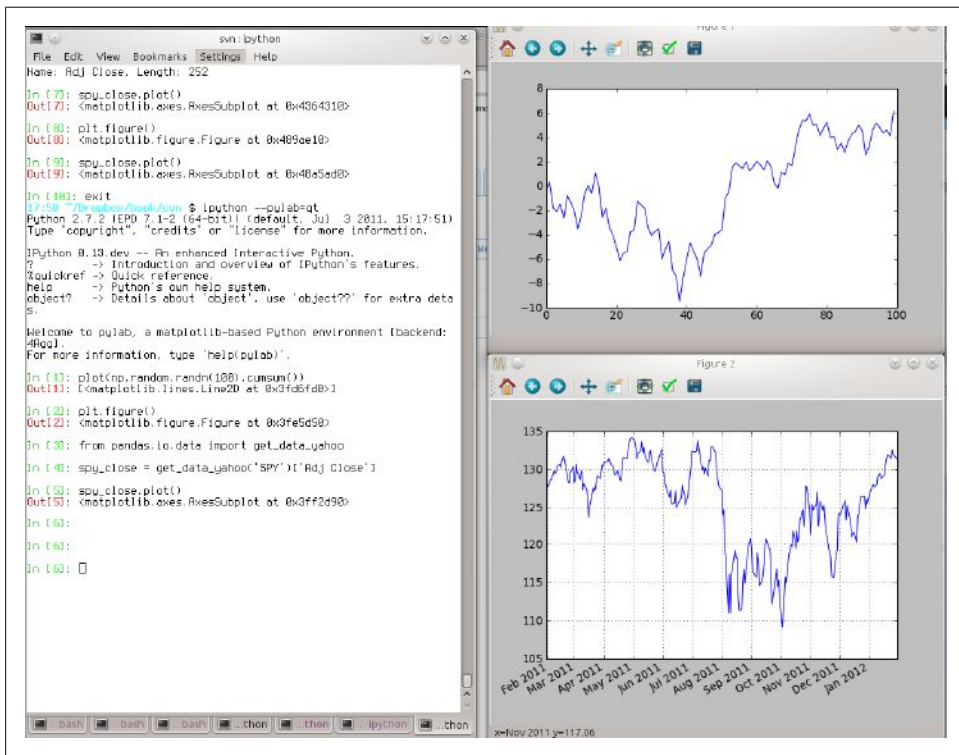 svn : ipython
File Edit View Bookmarks Settings Help
Name: Adj Close, Length: 252
In [7]: spy_close.plot()
Out[7]: <matplotlib.axes.AxesSubplot at 0x4364310>
In [8]: plt.figure()
Out[8]: <matplotlib.figure.Figure at 0x489ae10>
In [9]: spy_close.plot()
Out[9]: <matplotlib.axes.AxesSubplot at 0x48a5ad0>
In [10]: exit
17:50 ~/Dropbox/book/svn $ ipython --pylab=qt
Python 2.7.2 |EPD 7.1-2 (64-bit)| (default, Jul 3 2011, 15:17:51)
Type "copyright", "credits" or "license" for more information.
IPython 0.13.dev -- An enhanced Interactive Python.
? -> Introduction and overview of IPython's features.
%quickref -> Quick reference.
help -> Python's own help system.
object? -> Details about 'object', use 'object??' for extra deta
s.
Welcome to pylab, a matplotlib-based Python environment [backend:
4Agg].
For more information, type 'help(pylab)'.
In [1]: plot(np.random.randn(100).cumsum())
Out[1]: [<matplotlib.lines.Line2D at 0x3fd6fd0>]
In [2]: plt.figure()
Out[2]: <matplotlib.figure.Figure at 0x3fe5d50>
In [3]: from pandas.io.data import get_data_yahoo
In [4]: spy_close = get_data_yahoo('SPY')['Adj Close']
In [5]: spy_close.plot()
Out[5]: <matplotlib.axes.AxesSubplot at 0x3ff2d90>
In [6]:
In [6]:
In [6]:
...bash ...bash ...bash ...thon ...thon ...ipython ...thon
Figure 1
8
6
4
2
0
−2
−4
−6
−8
−10
0 20 40 60 80 100
Figure 2
135
130
125
120
115
110
105
Feb 2011 Mar 2011 Apr 2011 May 2011 Jun 2011 Jul 2011 Aug 2011 Sep 2011 Oct 2011 Nov 2011 Dec 2011 Jan 2012
x=Nov 2011 y=117.06